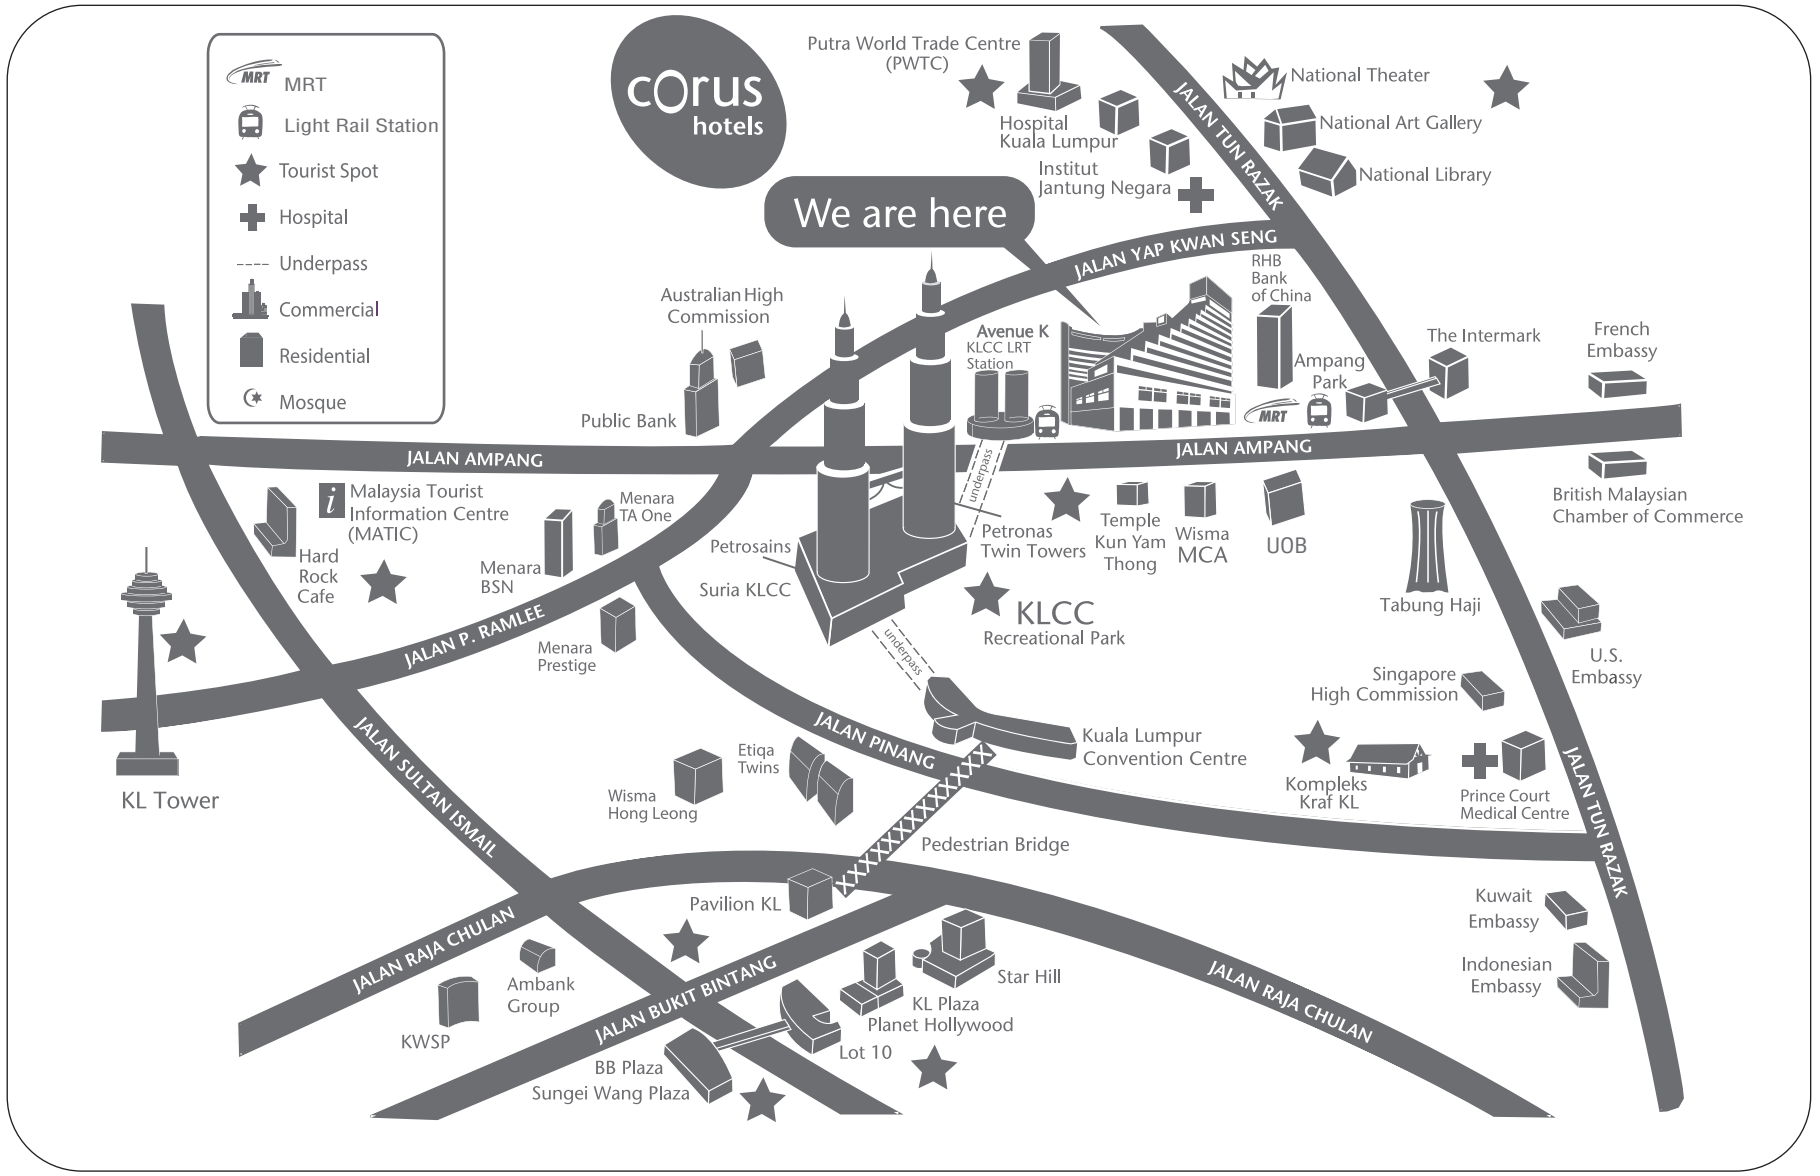 MRT
MRT
Light Rail Station
Tourist Spot
Hospital
Underpass
Commercial
Residential
Mosque
corus
hotels
We are here
Putra World Trade Centre
(PWTC)
Hospital
Kuala Lumpur
Institut
Jantung Negara
National Theater
National Art Gallery
National Library
JALAN TUN RAZAK
JALAN YAP KWAN SENG
RHB
Bank
of China
Australian High
Commission
Public Bank
Avenue K
KLCC LRT
Station
Ampang
Park
MRT
The Intermark
French
Embassy
JALAN AMPANG
JALAN AMPANG
underpass
Malaysia Tourist
Information Centre
(MATIC)
i
Hard
Rock
Cafe
Menara
TA One
Menara
BSN
Petrosains
Suria KLCC
Petronas
Twin Towers
Temple
Kun Yam
Thong
Wisma
MCA
UOB
British Malaysian
Chamber of Commerce
Tabung Haji
KLCC
Recreational Park
JALAN P. RAMLEE
Menara
Prestige
underpass
U.S.
Embassy
Singapore
High Commission
KL Tower
JALAN SULTAN ISMAIL
JALAN PINANG
Etiqa
Twins
Wisma
Hong Leong
Kuala Lumpur
Convention Centre
Kompleks
Kraf KL
Prince Court
Medical Centre
JALAN TUN RAZAK
Pedestrian Bridge
Pavilion KL
JALAN RAJA CHULAN
Ambank
Group
KWSP
JALAN BUKIT BINTANG
Star Hill
KL Plaza
Planet Hollywood
Lot 10
BB Plaza
Sungei Wang Plaza
JALAN RAJA CHULAN
Kuwait
Embassy
Indonesian
Embassy